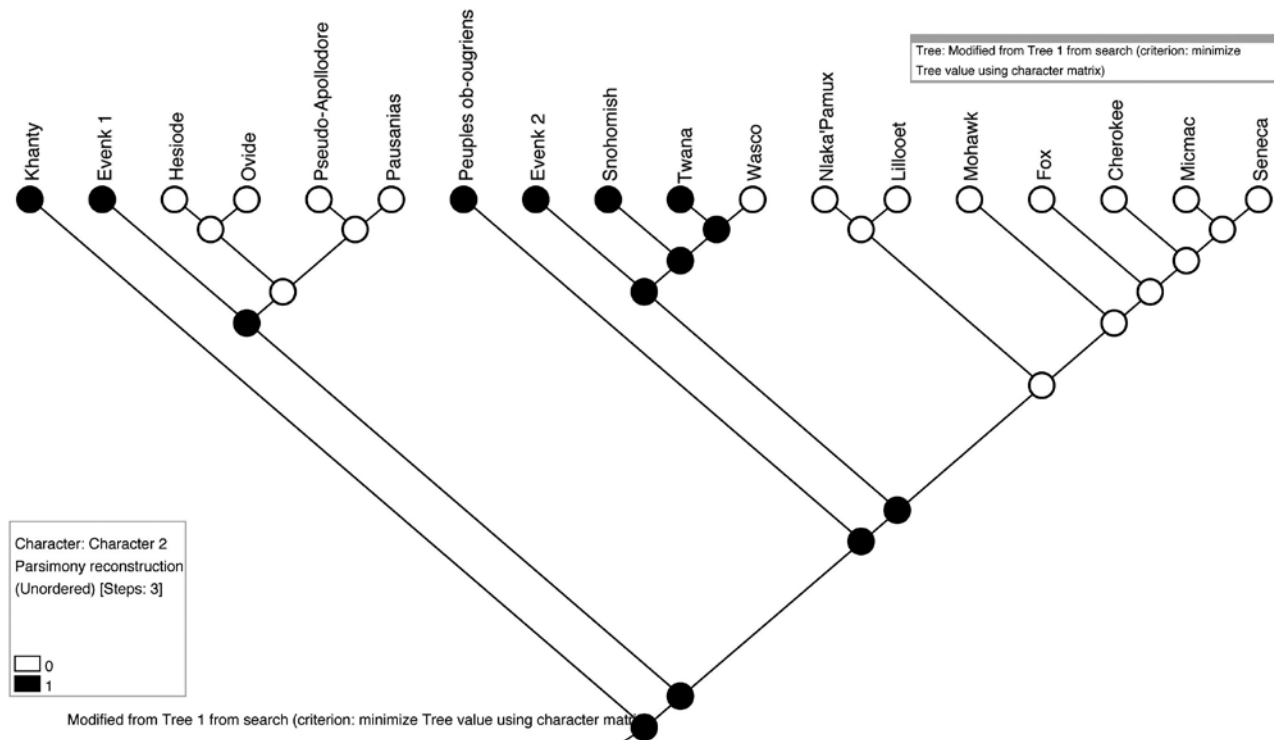 Tree: Modified from Tree 1 from search (criterion: minimize
Tree value using character matrix)
Khanty
Evenk 1
Hesiode
Ovide
Pseudo-Apollodore
Pausanias
Peuples ob-ougriens
Evenk 2
Snohomish
Twana
Wasco
Nlaka'Pamux
Lillooet
Mohawk
Fox
Cherokee
Micmac
Seneca
Character: Character 2
Parsimony reconstruction
(Unordered) [Steps: 3]
0
1
Modified from Tree 1 from search (criterion: minimize Tree value using character matri